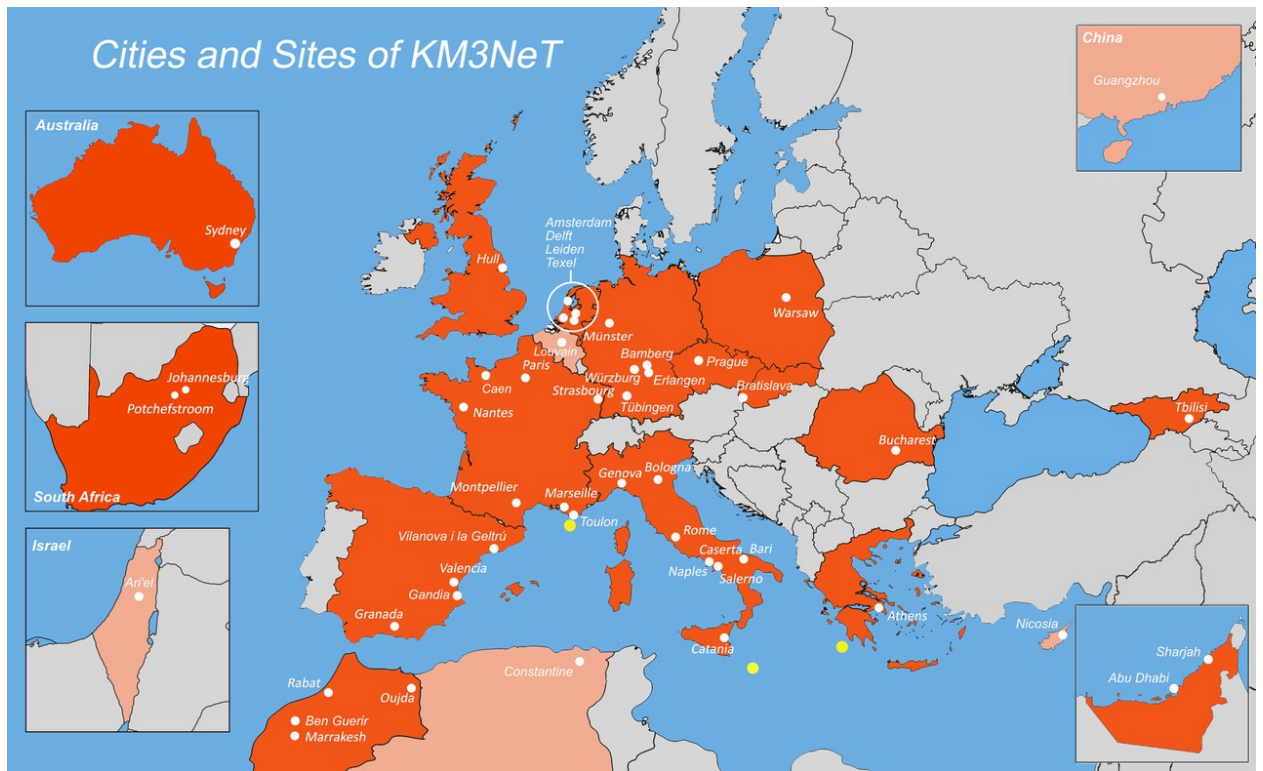 Cities and Sites of KM3NeT
China
Guangzhou
Australia
Sydney
Amsterdam
Delft
Leiden
Texel
Hull
Warsaw
Münster
Louvain
Paris
Bamberg
Prague
Johannesburg
Potchefstroom
South Africa
Caen
Strasbourg
Würzburg
Erlangen
Bratislava
Nantes
Tübingen
Tbilisi
Bucharest
Genova
Bologna
Montpellier
Marseille
Toulon
Israel
Ari'el
Vilanova i la Geltrú
Rome
Caserta
Bari
Valencia
Naples
Salerno
Gandia
Granada
Athens
Nicosia
Catania
Constantine
Sharjah
Abu Dhabi
Rabat
Oujda
Ben Guerir
Marrakesh